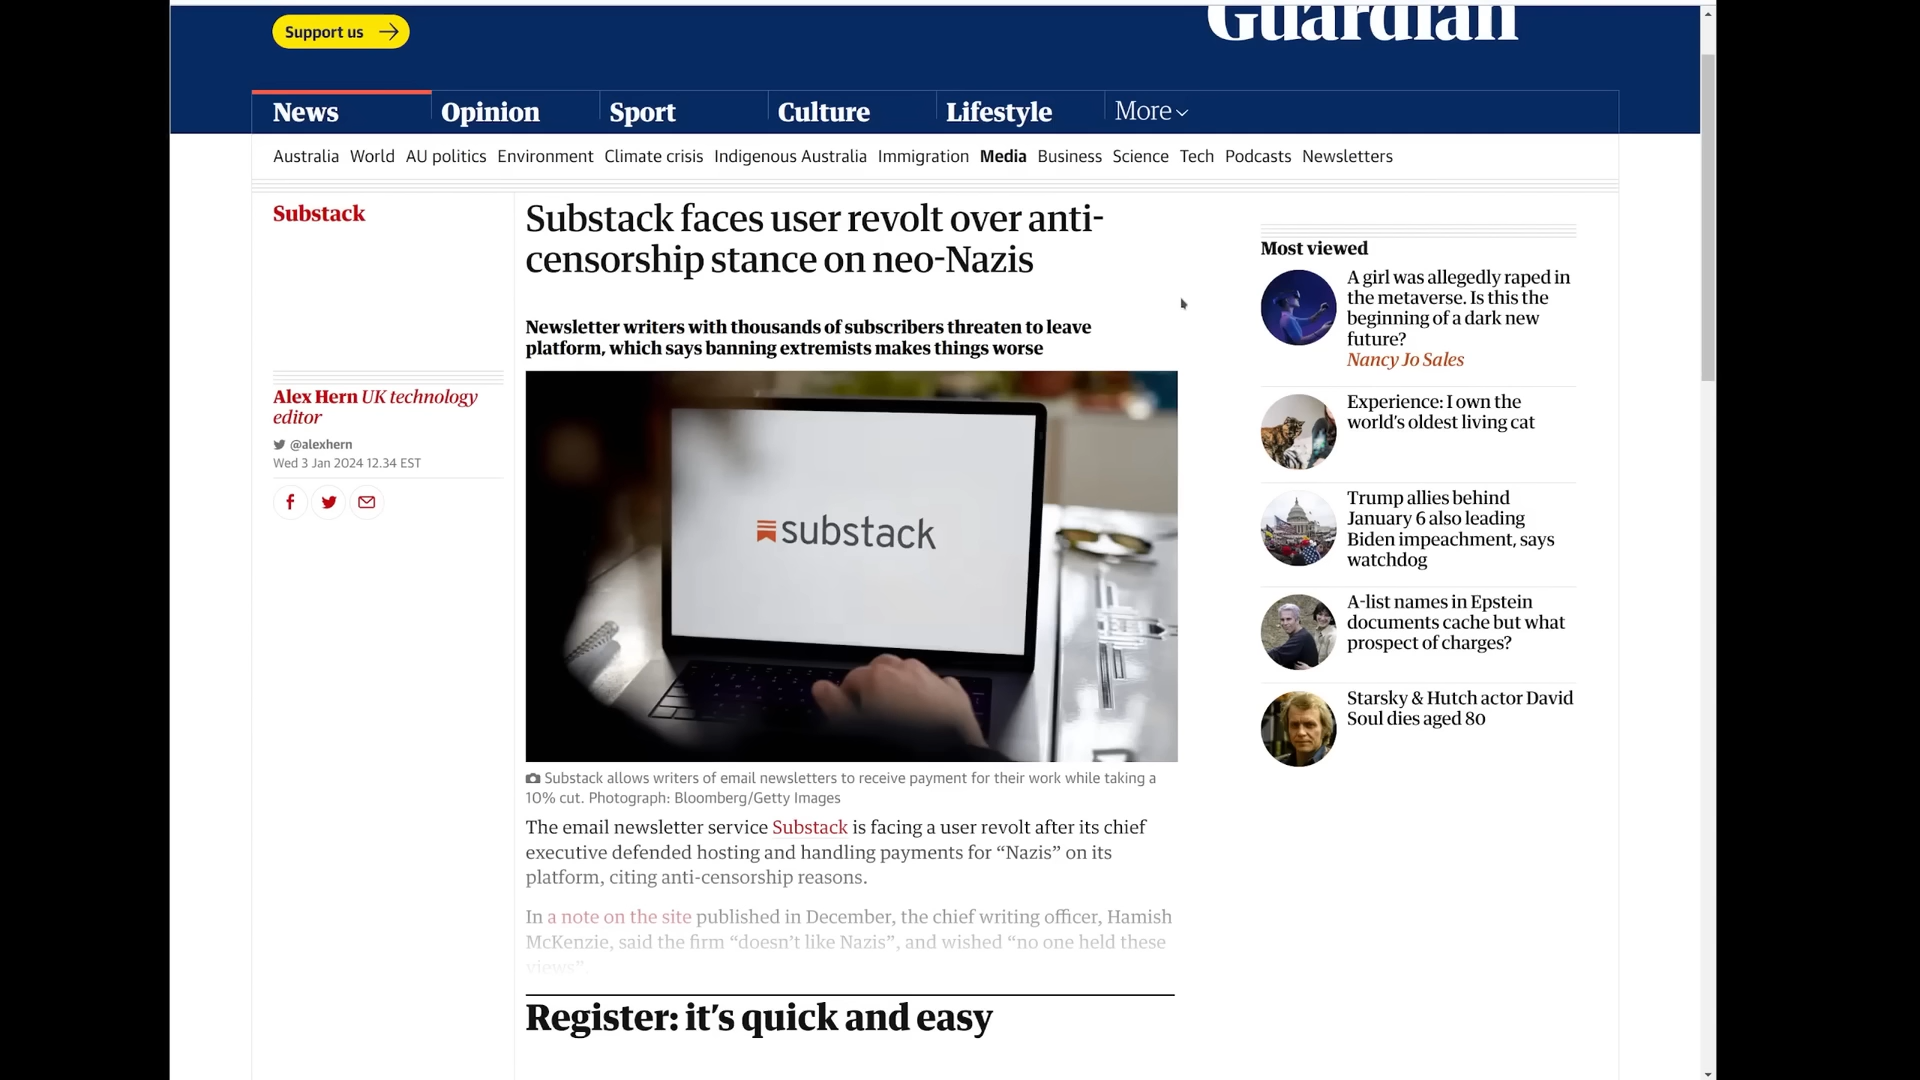 Support us
Guardian
News
Opinion
Sport
Culture
Lifestyle
More
Australia World AU politics Environment Climate crisis Indigenous Australia Immigration Media Business Science Tech Podcasts Newsletters
Substack
Alex Hern UK technology
editor
@alexhern
Wed 3 Jan 2024 12.34 EST
Substack faces user revolt over anti-
censorship stance on neo-Nazis
Newsletter writers with thousands of subscribers threaten to leave
platform, which says banning extremists makes things worse
substack
Substack allows writers of email newsletters to receive payment for their work while taking a
10% cut. Photograph: Bloomberg/Getty Images
The email newsletter service Substack is facing a user revolt after its chief
executive defended hosting and handling payments for “Nazis” on its
platform, citing anti-censorship reasons.
In a note on the site published in December, the chief writing officer, Hamish
McKenzie, said the firm “doesn’t like Nazis”, and wished “no one held these
views”.
Register: it’s quick and easy
Most viewed
A girl was allegedly raped in
the metaverse. Is this the
beginning of a dark new
future?
Nancy Jo Sales
Experience: I own the
world’s oldest living cat
Trump allies behind
January 6 also leading
Biden impeachment, says
watchdog
A-list names in Epstein
documents cache but what
prospect of charges?
Starsky & Hutch actor David
Soul dies aged 80